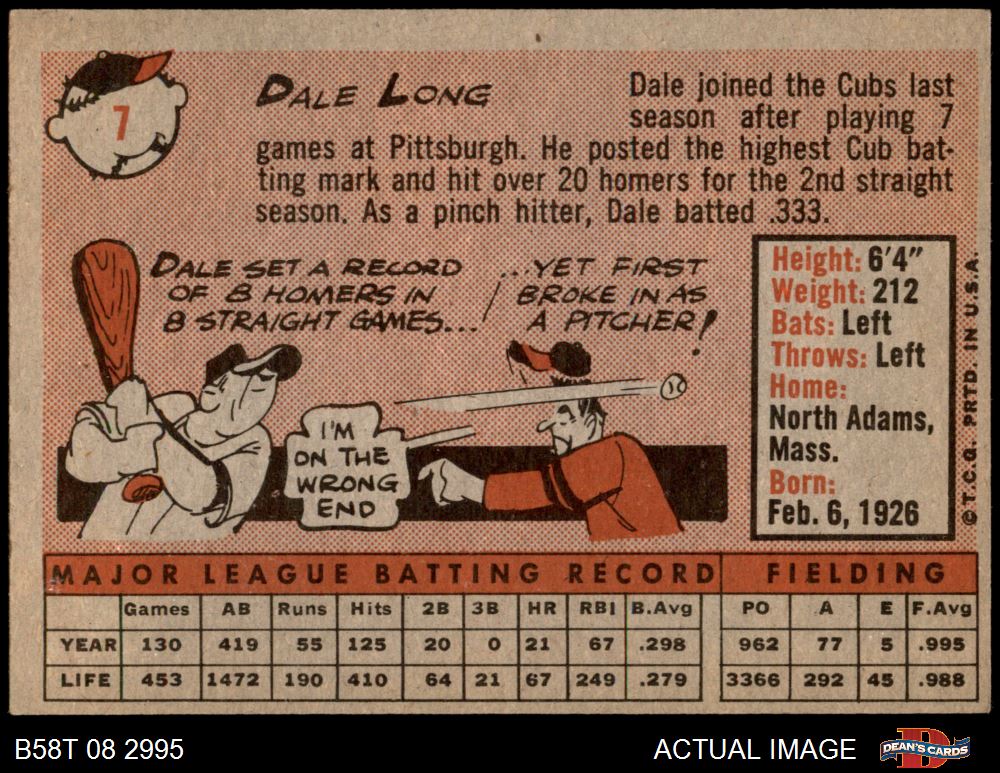 7
DALE LONG
Dale joined the Cubs last
season after playing 7
games at Pittsburgh. He posted the highest Cub bat-
ting mark and hit over 20 homers for the 2nd straight
season. As a pinch hitter, Dale batted .333.
DALE SET A RECORD
OF 8 HOMERS IN
8 STRAIGHT GAMES...
...YET FIRST
BROKE IN AS
A PITCHER!
I'M
ON THE
WRONG
END
Height: 6'4"
Weight: 212
Bats: Left
Throws: Left
Home:
North Adams,
Mass.
Born:
Feb. 6, 1926
© T.C.G. PRTD. IN U.S.A.
MAJOR LEAGUE BATTING RECORD FIELDING
Games AB Runs Hits 2B 3B HR RBI B.Avg PO A E F.Avg
YEAR 130 419 55 125 20 0 21 67 .298 962 77 5 .995
LIFE 453 1472 190 410 64 21 67 249 .279 3366 292 45 .988
B58T 08 2995
ACTUAL IMAGE
DEAN'S CARDS